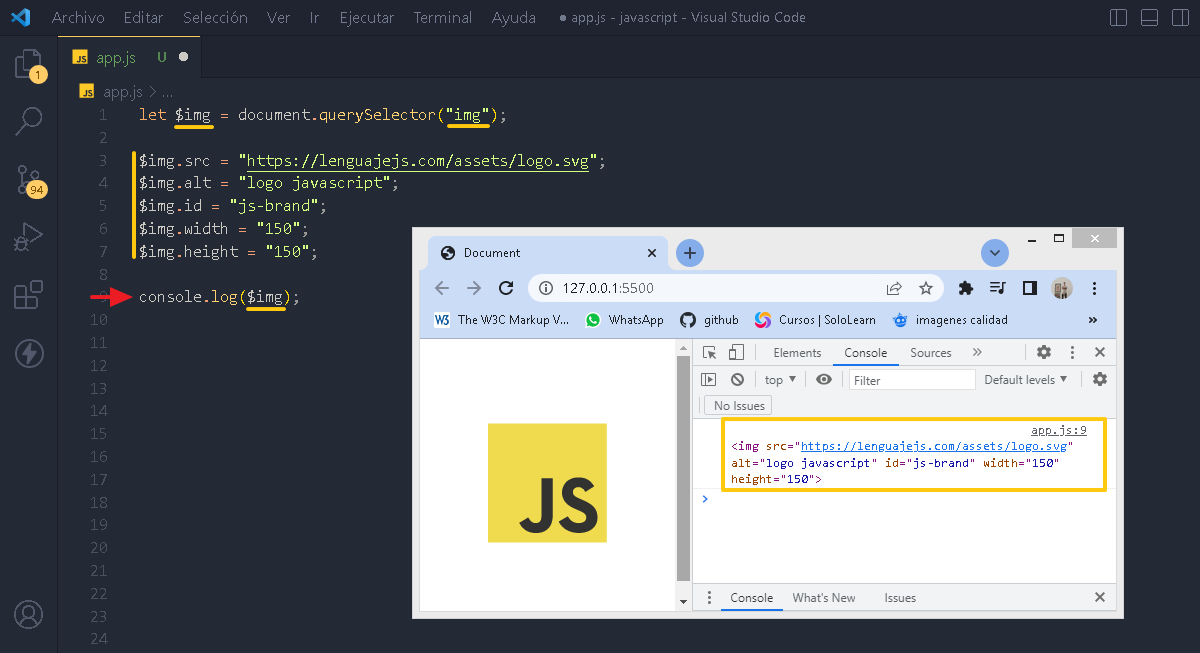 Archivo Editar Selección Ver Ir Ejecutar Terminal Ayuda ● app.js - javascript - Visual Studio Code
JS app.js U ●
1
JS app.js > ...
1 let $img = document.querySelector("img");
2
3 $img.src = "https://lenguajejs.com/assets/logo.svg";
4 $img.alt = "logo javascript";
5 $img.id = "js-brand";
6 $img.width = "150";
7 $img.height = "150";
8
94
9 console.log($img);
10
11
12
13
14
15
16
17
18
19
20
21
22
23
24
Document
127.0.0.1:5500
W3 The W3C Markup V... WhatsApp github Cursos | SoloLearn imagenes calidad »
Elements Console Sources »
top ▼ Filter Default levels ▼
No Issues
app.js:9
<img src="https://lenguajejs.com/assets/logo.svg"
alt="logo javascript" id="js-brand" width="150"
height="150">
>
JS
Console What's New Issues